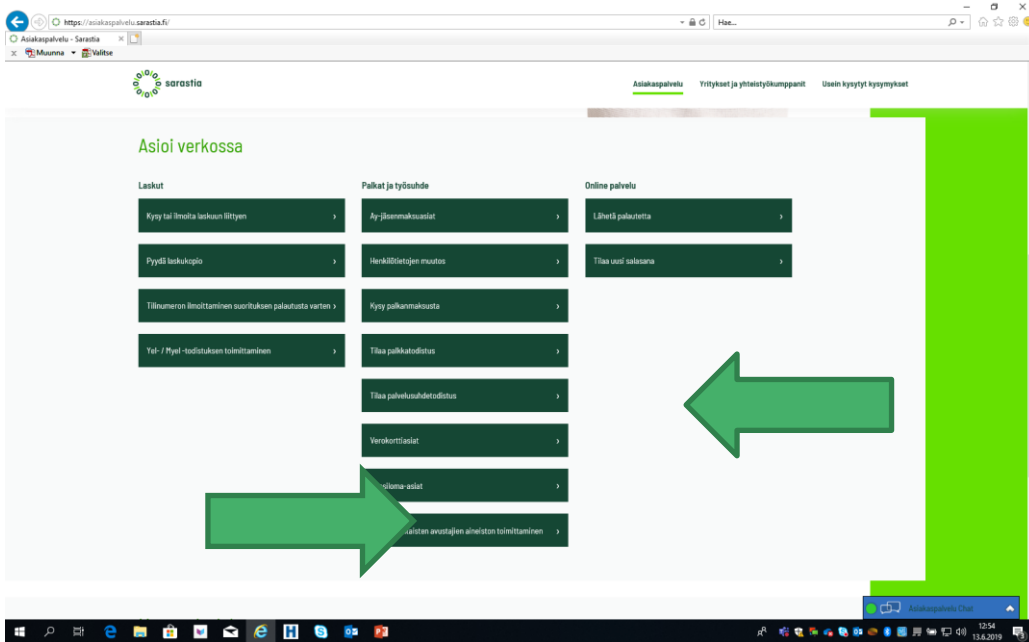 https://asiakaspalvelu.sarastia.fi/
Hae...
Asiakaspalvelu - Sarastia
Muunna
Valitse
sarastia
Asiakaspalvelu
Yritykset ja yhteistyökumppanit
Usein kysytyt kysymykset
Asioi verkossa
Laskut
Kysy tai ilmoita laskuun liittyen
Pyydä laskukopio
Tilinumeron ilmoittaminen suorituksen palautusta varten
Yel- / Myel -todistuksen toimittaminen
Palkat ja työsuhde
Ay-jäsenmaksuasiat
Henkilötietojen muutos
Kysy palkanmaksusta
Tilaa palkkatodistus
Tilaa palvelusuhdetodistus
Verokorttiasiat
avustajien aineiston toimittaminen
Online palvelu
Lähetä palautetta
Tilaa uusi salasana
Asiakaspalvelu Chat
12:54
13.6.2019